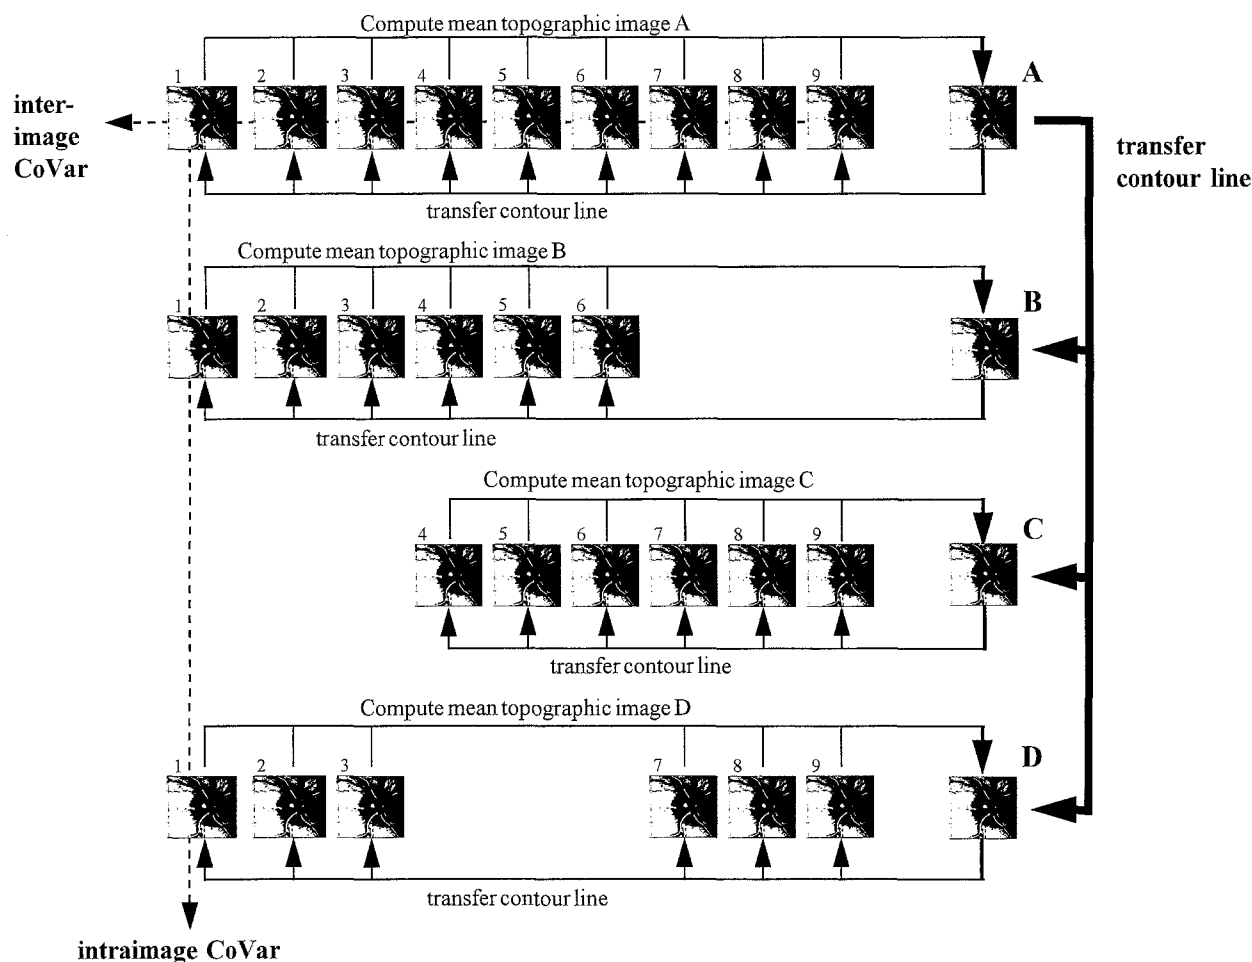 Compute mean topographic image A
1 2 3 4 5 6 7 8 9
A
inter-
image
CoVar
transfer
contour line
transfer contour line
Compute mean topographic image B
1 2 3 4 5 6
B
transfer contour line
Compute mean topographic image C
4 5 6 7 8 9
C
transfer contour line
Compute mean topographic image D
1 2 3 7 8 9
D
transfer contour line
intraimage CoVar